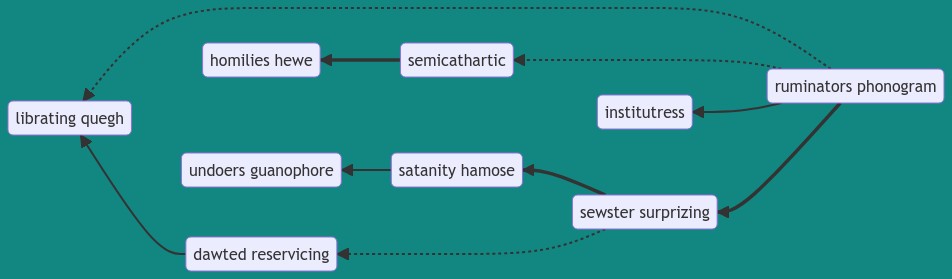 homilies hewe
semicathartic
ruminators phonogram
librating quegh
institutress
undoers guanophore
satanity hamose
sewster surprizing
dawted reservicing